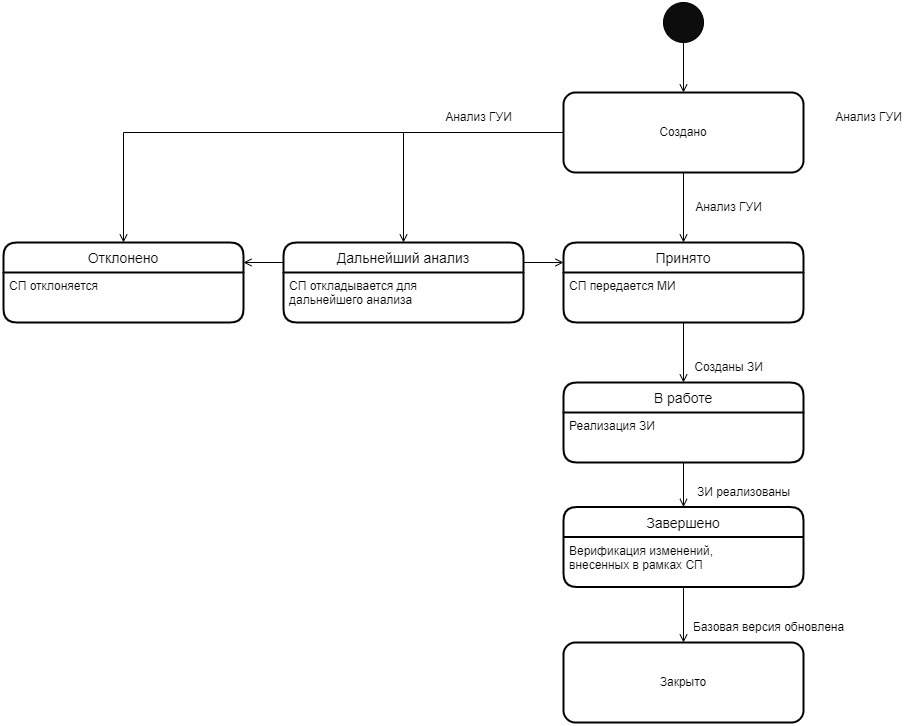 Анализ ГУИ
Создано
Анализ ГУИ
Анализ ГУИ
Отклонено
СП отклоняется
Дальнейший анализ
СП откладывается для
дальнейшего анализа
Принято
СП передается МИ
Созданы ЗИ
В работе
Реализация ЗИ
ЗИ реализованы
Завершено
Верификация изменений,
внесенных в рамках СП
Базовая версия обновлена
Закрыто